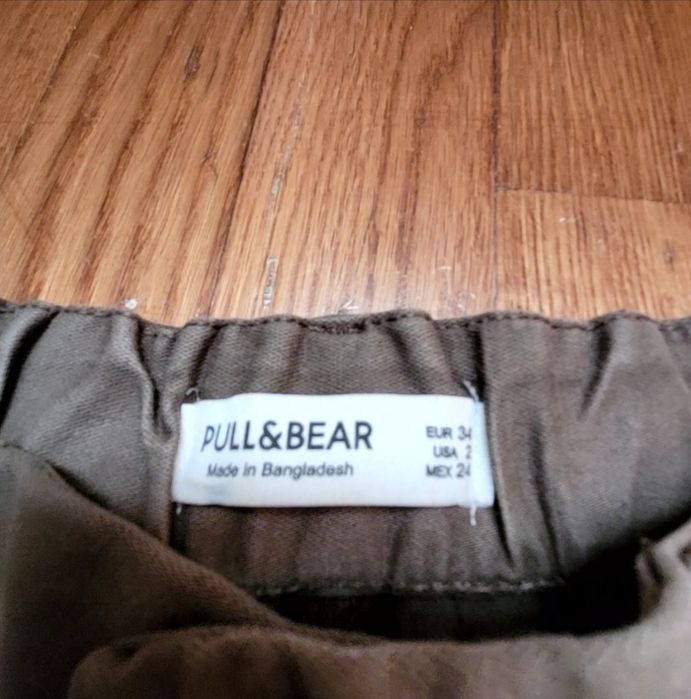 PULL&BEAR
Made in Bangladesh
EUR 34
USA 2
MEX 24